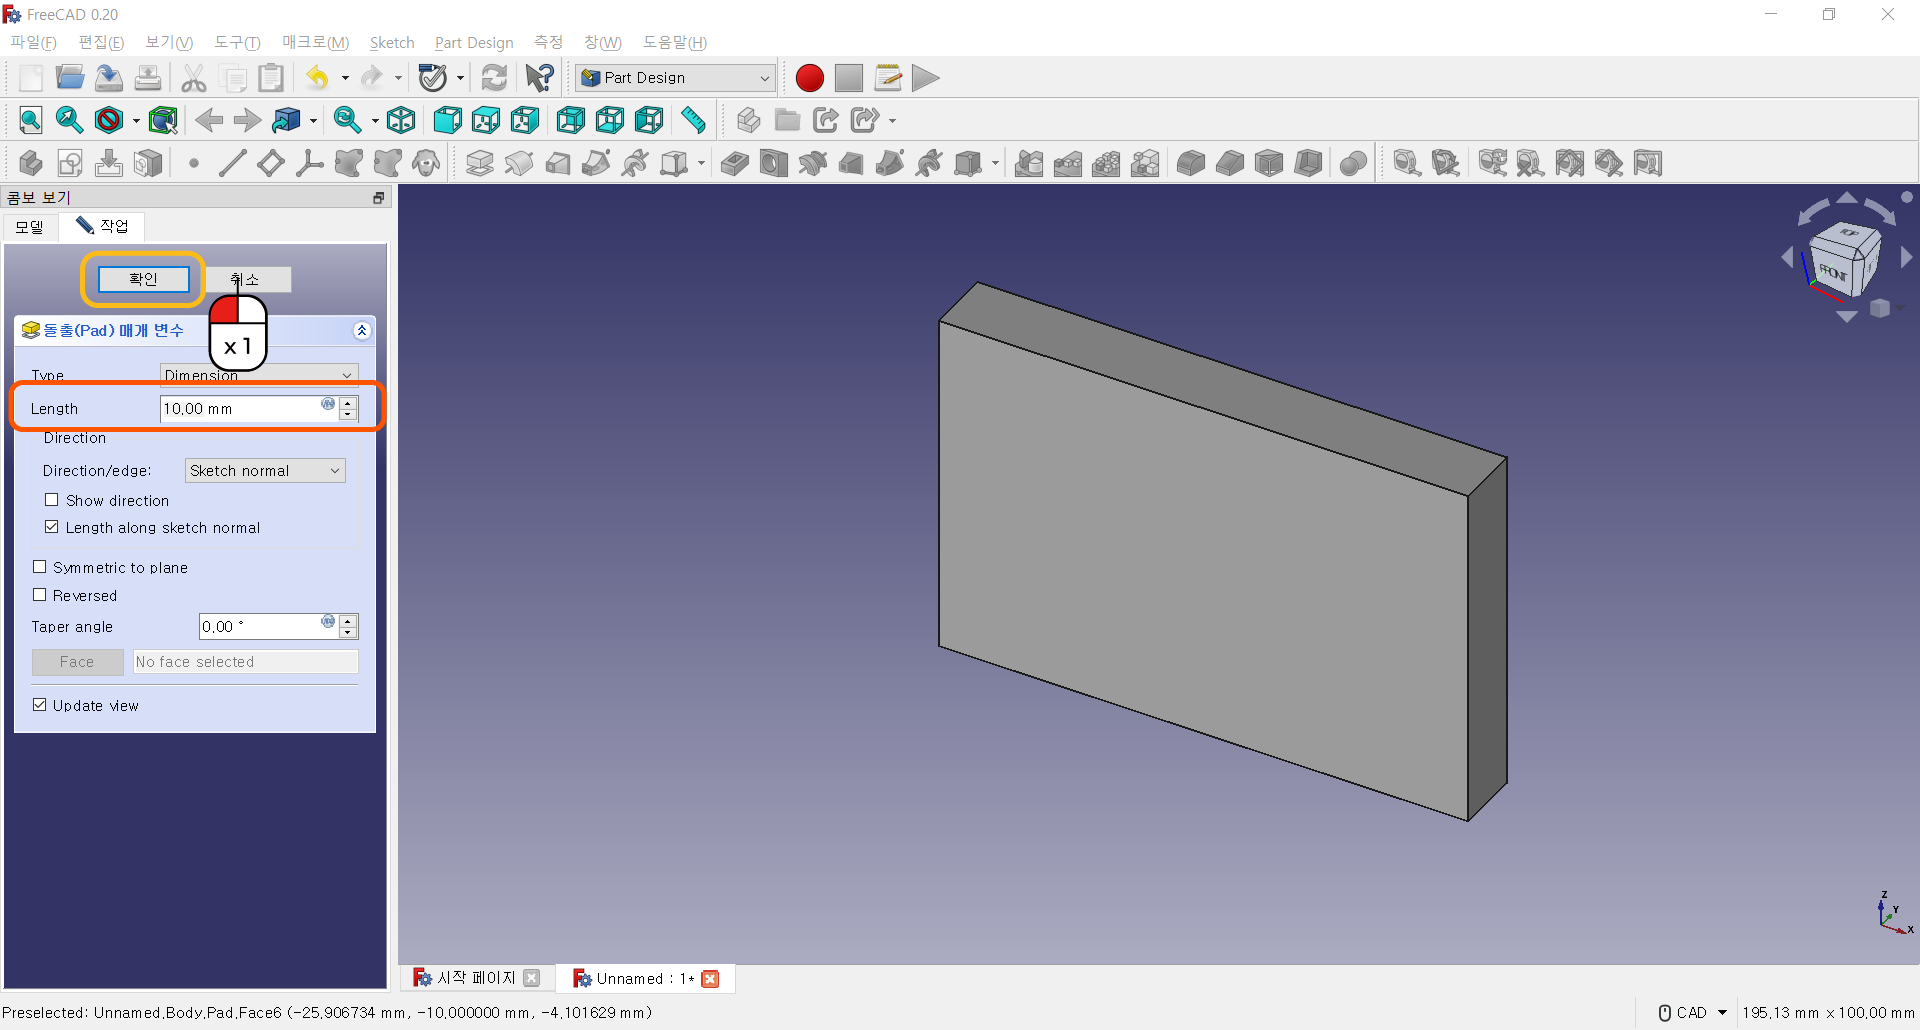 FreeCAD 0.20
파일(F) 편집(E) 보기(V) 도구(T) 매크로(M) Sketch Part Design 측정 창(W) 도움말(H)
Part Design
콤보 보기
모델 작업
확인 취소
x 1
돌출(Pad) 매개 변수
Type Dimension
Length 10,00 mm
Direction
Direction/edge: Sketch normal
Show direction
Length along sketch normal
Symmetric to plane
Reversed
Taper angle 0,00 °
Face No face selected
Update view
TOP
FRONT
Z
Y
X
시작 페이지 Unnamed : 1*
Preselected: Unnamed,Body,Pad,Face6 (-25,906734 mm, -10,000000 mm, -4,101629 mm) CAD 195,13 mm x 100,00 mm